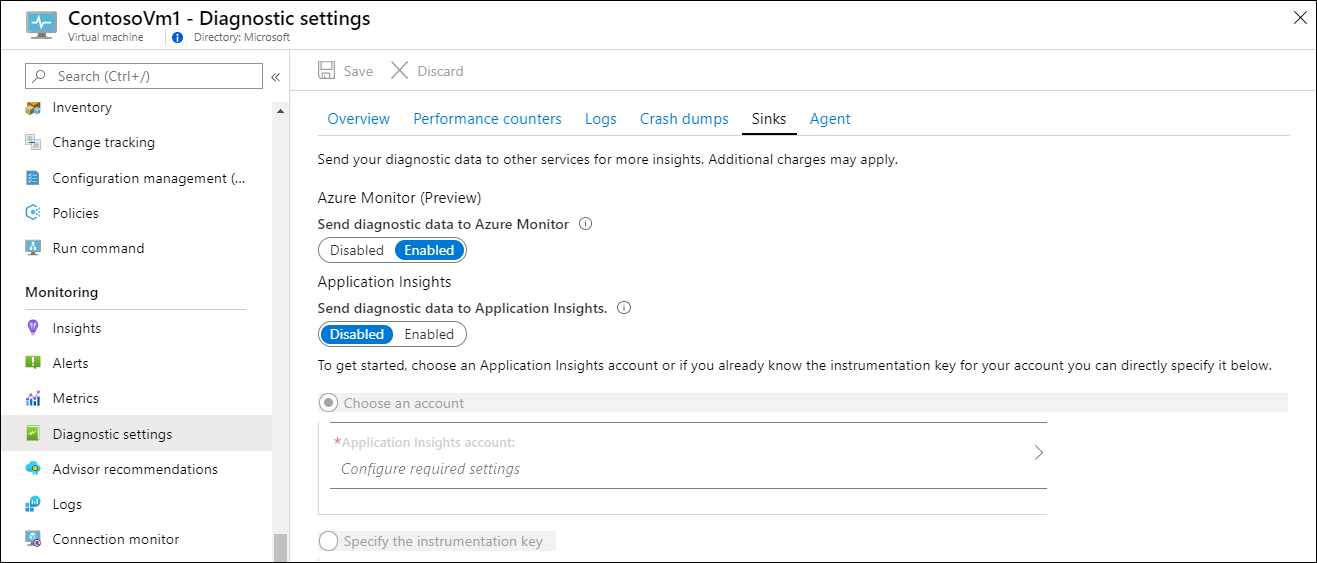 ContosoVm1 - Diagnostic settings
Virtual machine
Directory: Microsoft
Search (Ctrl+/)
Inventory
Change tracking
Configuration management (...
Policies
Run command
Monitoring
Insights
Alerts
Metrics
Diagnostic settings
Advisor recommendations
Logs
Connection monitor
Save
Discard
Overview
Performance counters
Logs
Crash dumps
Sinks
Agent
Send your diagnostic data to other services for more insights. Additional charges may apply.
Azure Monitor (Preview)
Send diagnostic data to Azure Monitor
Disabled
Enabled
Application Insights
Send diagnostic data to Application Insights.
Disabled
Enabled
To get started, choose an Application Insights account or if you already know the instrumentation key for your account you can directly specify it below.
Choose an account
*Application Insights account:
Configure required settings
Specify the instrumentation key